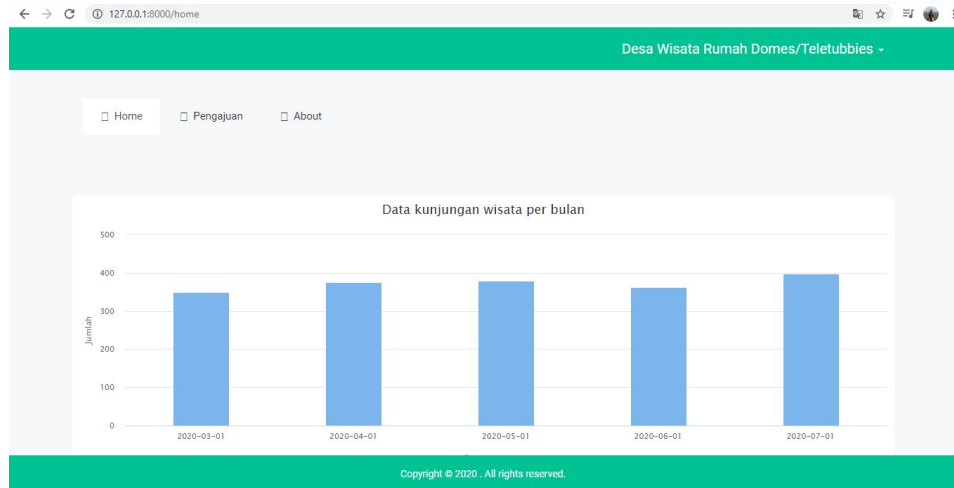 127.0.0.1:8000/home
Desa Wisata Rumah Domes/Teletubbies
Home Pengajuan About
Data kunjungan wisata per bulan
500
400
300
200
100
0
Jumlah
2020-03-01 2020-04-01 2020-05-01 2020-06-01 2020-07-01
Copyright © 2020 . All rights reserved.